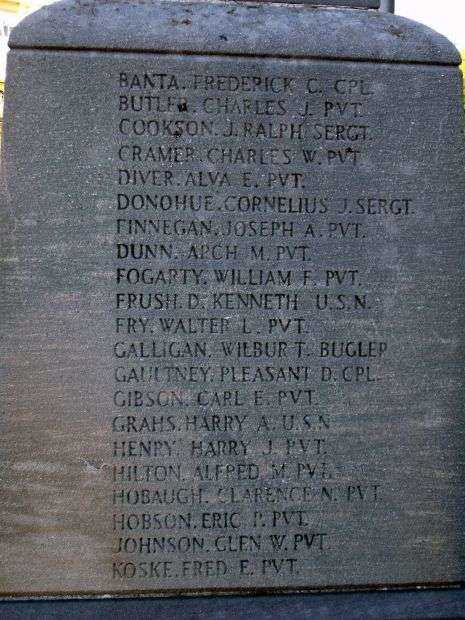 BANTA. FREDERICK C. CPL.
BUTLER. CHARLES J. PVT.
COOKSON. J. RALPH SERGT.
CRAMER. CHARLES W. PVT
DIVER. ALVA E. PVT.
DONOHUE. CORNELIUS J. SERGT.
FINNEGAN. JOSEPH A. PVT.
DUNN. ARCH M. PVT.
FOGARTY. WILLIAM F. PVT.
FRUSH. D. KENNETH U.S.N.
FRY. WALTER L. PVT.
GALLIGAN. WILBUR T. BUGLER
GAULTNEY. PLEASANT D. CPL.
GIBSON. CARL E. PVT.
GRAHS. HARRY A. U.S.N
HENRY. HARRY J. PVT.
HILTON. ALFRED M. PVT.
HOBAUGH. CLARENCE N. PVT.
HOBSON. ERIC P. PVT.
JOHNSON. GLEN W. PVT.
KOSKE. FRED E. PVT.